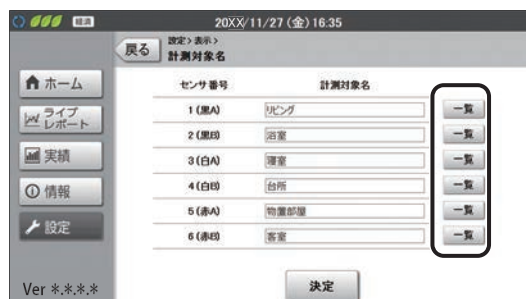 経済
20XX/11/27 (金) 16:35
戻る
設定 > 表示 >
計測対象名
ホーム
ライブ
レポート
実績
情報
設定
Ver *.*.*.*
センサ番号 計測対象名
1 (黒A) リビング 一覧
2 (黒B) 浴室 一覧
3 (白A) 寝室 一覧
4 (白B) 台所 一覧
5 (赤A) 物置部屋 一覧
6 (赤B) 客室 一覧
決定